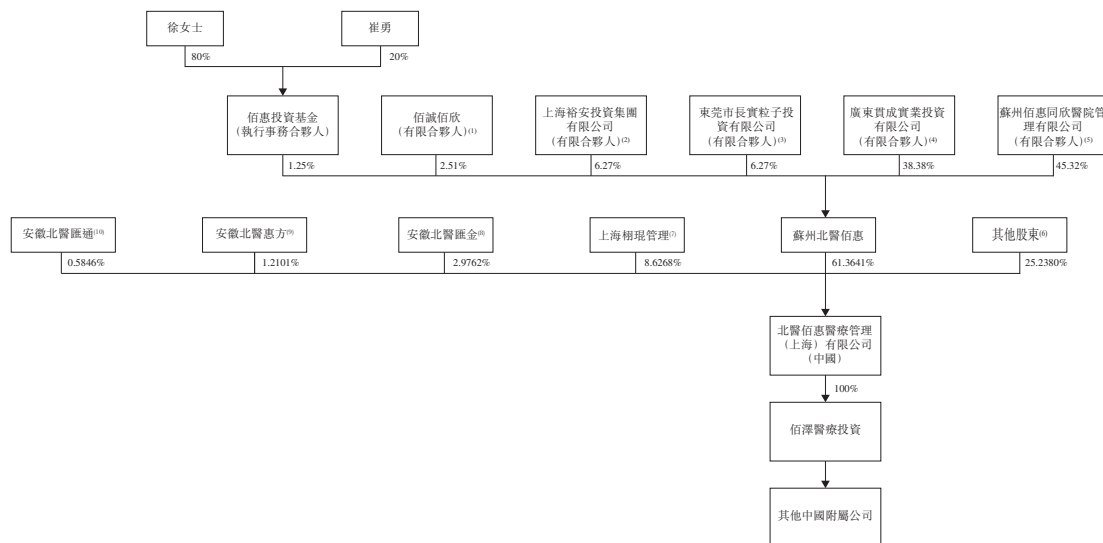 徐女士
崔勇
80%
20%
佰惠投資基金
(執行事務合夥人)
佰誠佰欣
(有限合夥人)(1)
上海裕安投資集團
有限公司
(有限合夥人)(2)
東莞市長實粒子投
資有限公司
(有限合夥人)(3)
廣東貫成實業投資
有限公司
(有限合夥人)(4)
蘇州佰惠同欣醫院管
理有限公司
(有限合夥人)(5)
1.25%
2.51%
6.27%
6.27%
38.38%
45.32%
安徽北醫匯通(10)
安徽北醫惠方(9)
安徽北醫匯金(8)
上海栩琨管理(7)
蘇州北醫佰惠
其他股東(6)
0.5846%
1.2101%
2.9762%
8.6268%
61.3641%
25.2380%
北醫佰惠醫療管理
(上海)有限公司
(中國)
100%
佰澤醫療投資
其他中國附屬公司